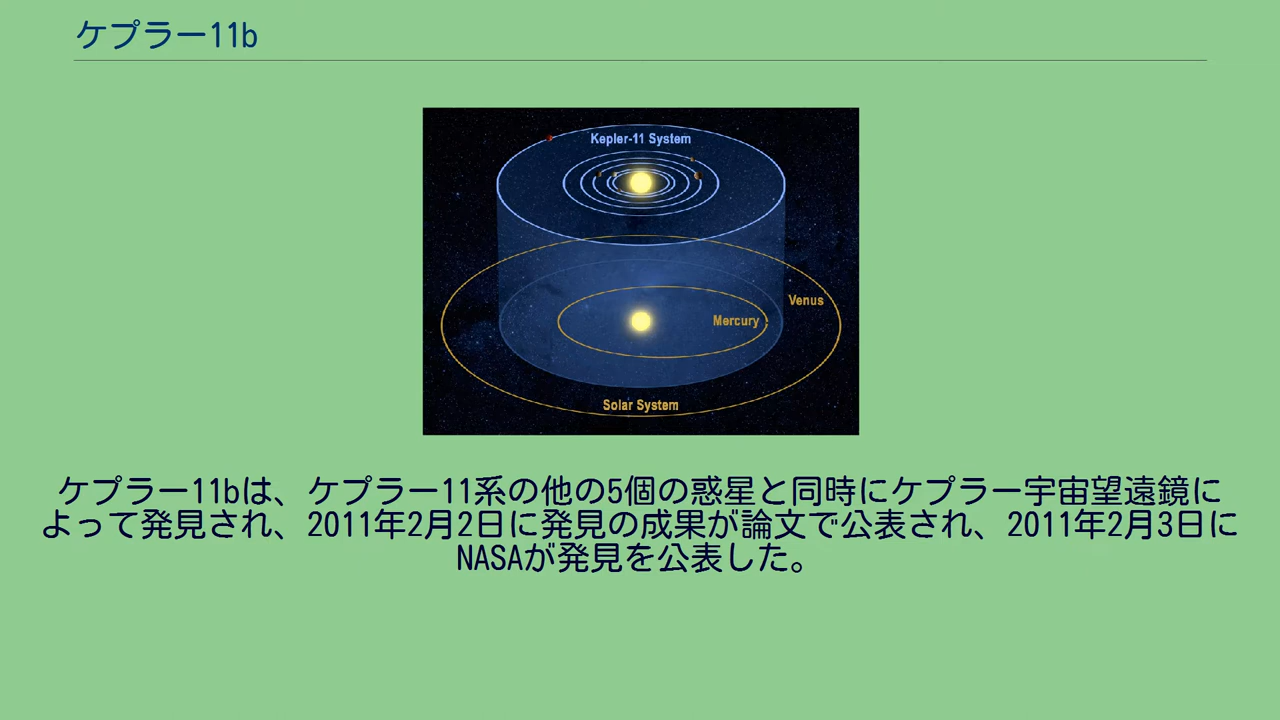 ケプラー11b
Kepler-11 System
Venus
Mercury
Solar System
ケプラー11bは、ケプラー11系の他の5個の惑星と同時にケプラー宇宙望遠鏡に
よって発見され、2011年2月2日に発見の成果が論文で公表され、2011年2月3日に
NASAが発見を公表した。